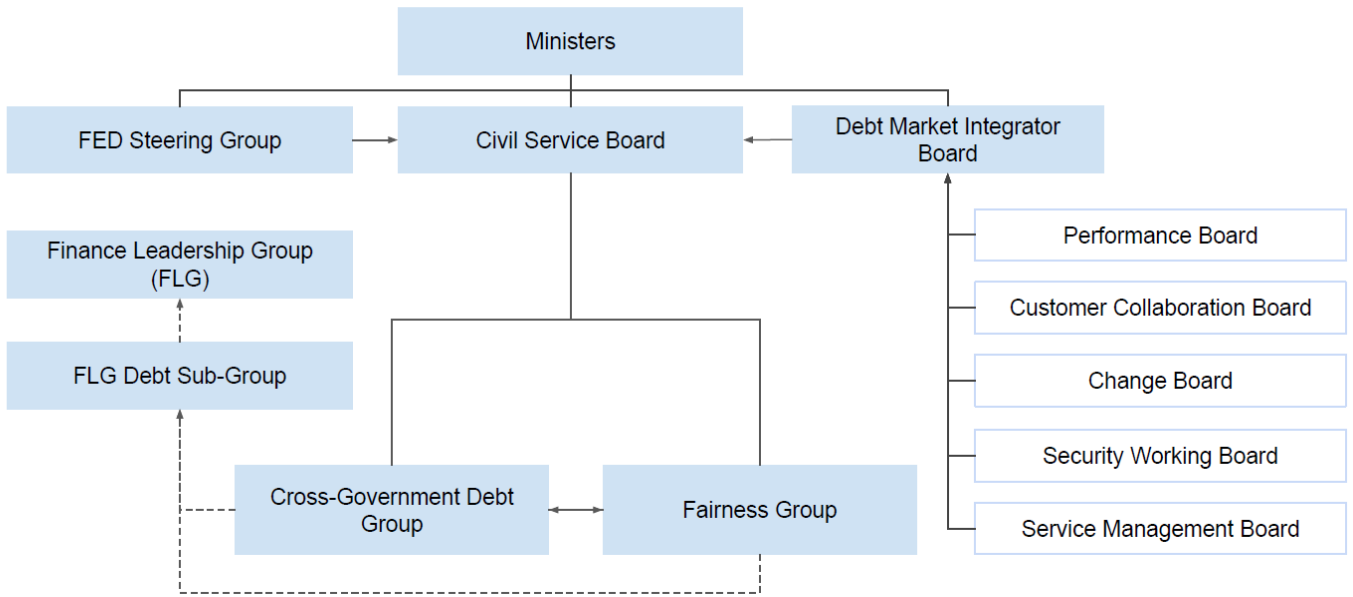 Ministers
FED Steering Group
Civil Service Board
Debt Market Integrator
Board
Performance Board
Finance Leadership Group
(FLG)
Customer Collaboration Board
FLG Debt Sub-Group
Change Board
Security Working Board
Cross-Government Debt
Group
Fairness Group
Service Management Board